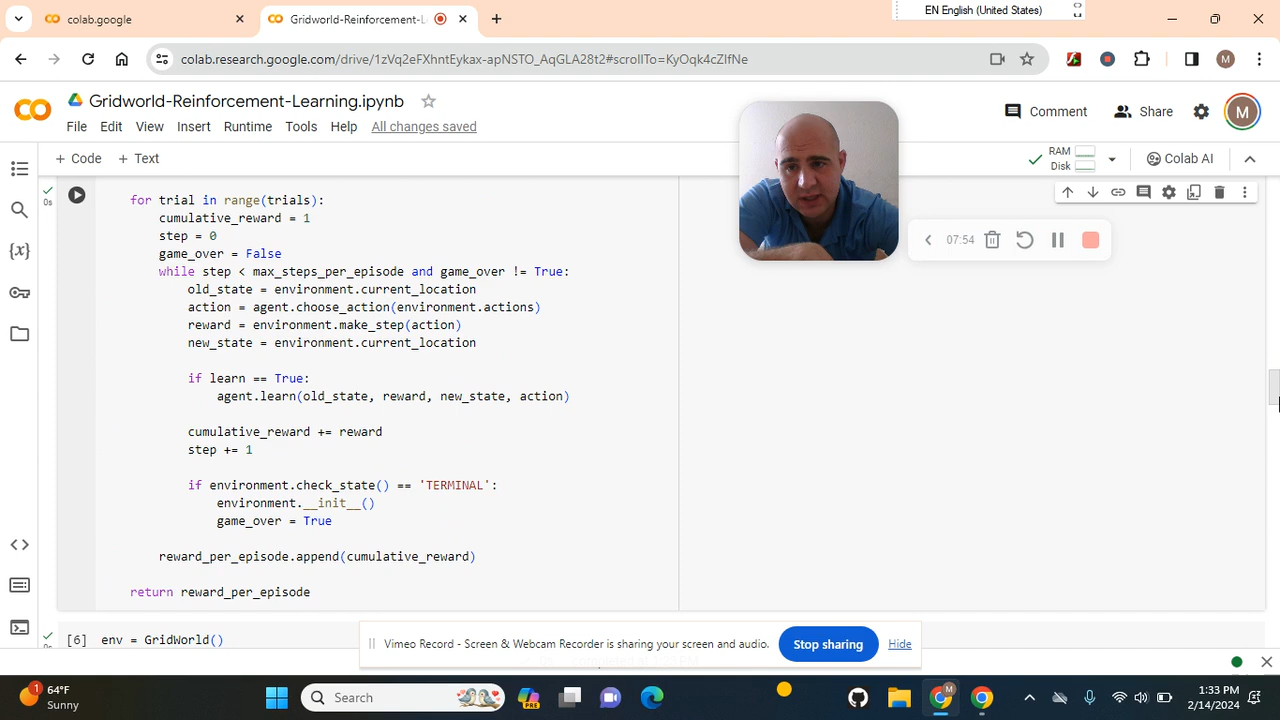 EN English (United States)
colab.google
Gridworld-Reinforcement-L
colab.research.google.com/drive/1zVq2eFXhntEykax-apNSTO_AqGLA28t2#scrollTo=KyOqk4cZlfNe
M
Gridworld-Reinforcement-Learning.ipynb
Comment
Share
M
File Edit View Insert Runtime Tools Help All changes saved
+ Code + Text
RAM
Disk
Colab AI
0s
for trial in range(trials):
cumulative_reward = 1
step = 0
game_over = False
while step < max_steps_per_episode and game_over != True:
old_state = environment.current_location
action = agent.choose_action(environment.actions)
reward = environment.make_step(action)
new_state = environment.current_location
if learn == True:
agent.learn(old_state, reward, new_state, action)
cumulative_reward += reward
step += 1
if environment.check_state() == 'TERMINAL':
environment.__init__()
game_over = True
reward_per_episode.append(cumulative_reward)
return reward_per_episode
07:54
{x}
[6] env = GridWorld()
Vimeo Record - Screen & Webcam Recorder is sharing your screen and audio. Stop sharing Hide
1
64°F
Sunny
Search
PRE
M
1:33 PM
2/14/2024